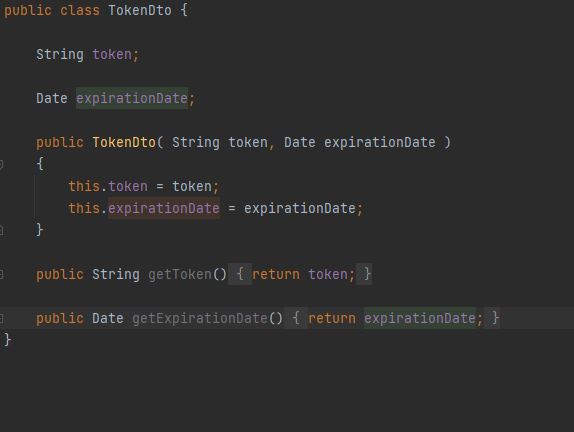 public class TokenDto {
String token;
Date expirationDate;
public TokenDto( String token, Date expirationDate )
{
this.token = token;
this.expirationDate = expirationDate;
}
public String getToken() { return token; }
public Date getExpirationDate() { return expirationDate; }
}